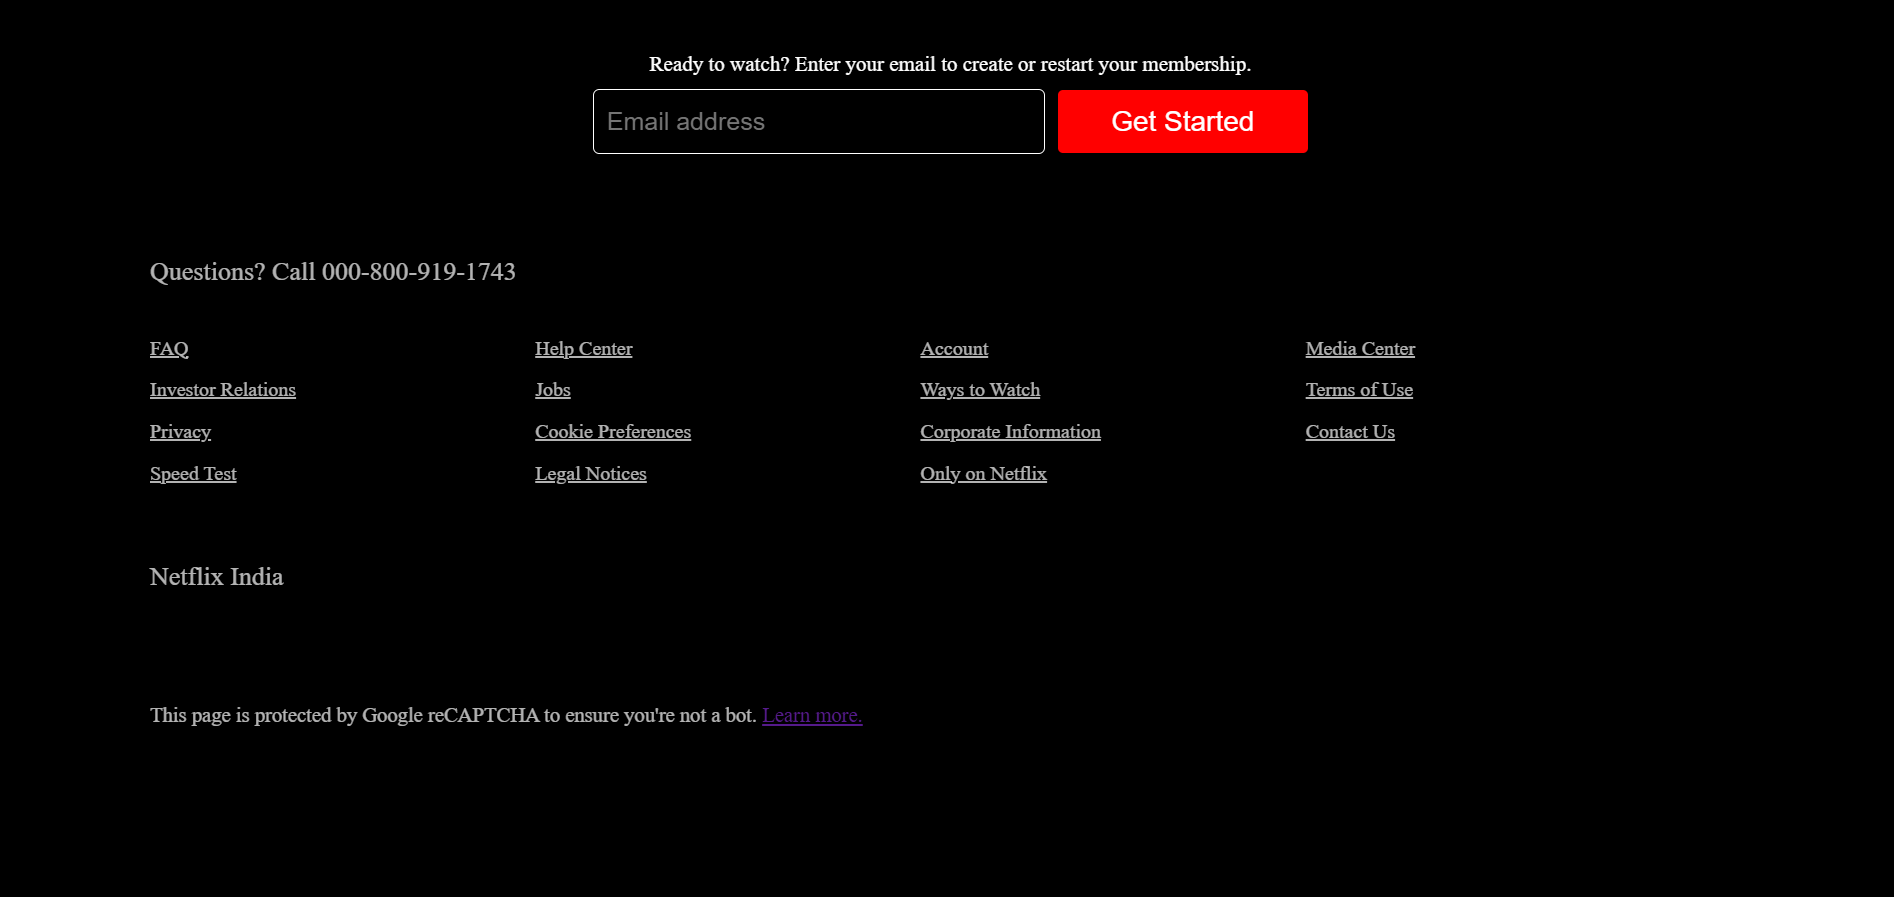 Ready to watch? Enter your email to create or restart your membership.
Email address
Get Started
Questions? Call 000-800-919-1743
FAQ
Help Center
Account
Media Center
Investor Relations
Jobs
Ways to Watch
Terms of Use
Privacy
Cookie Preferences
Corporate Information
Contact Us
Speed Test
Legal Notices
Only on Netflix
Netflix India
This page is protected by Google reCAPTCHA to ensure you're not a bot. Learn more.